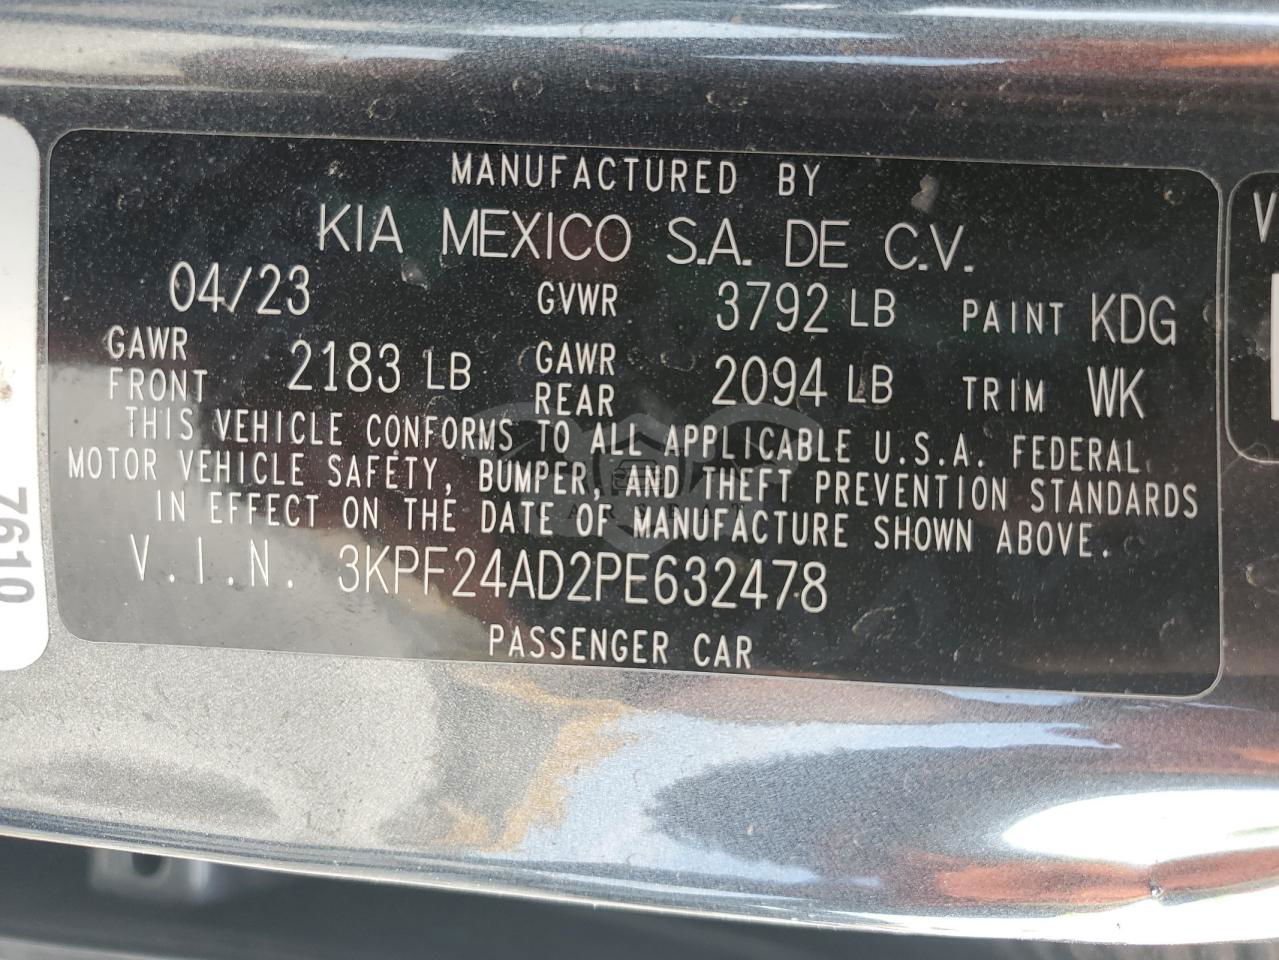 MANUFACTURED BY
KIA MEXICO S.A. DE C.V.
04/23 GVWR 3792 LB PAINT KDG
GAWR FRONT 2183 LB GAWR REAR 2094 LB TRIM WK
THIS VEHICLE CONFORMS TO ALL APPLICABLE U.S.A. FEDERAL
MOTOR VEHICLE SAFETY, BUMPER, AND THEFT PREVENTION STANDARDS
IN EFFECT ON THE DATE OF MANUFACTURE SHOWN ABOVE.
V.I.N. 3KPF24AD2PE632478
PASSENGER CAR
7610
V